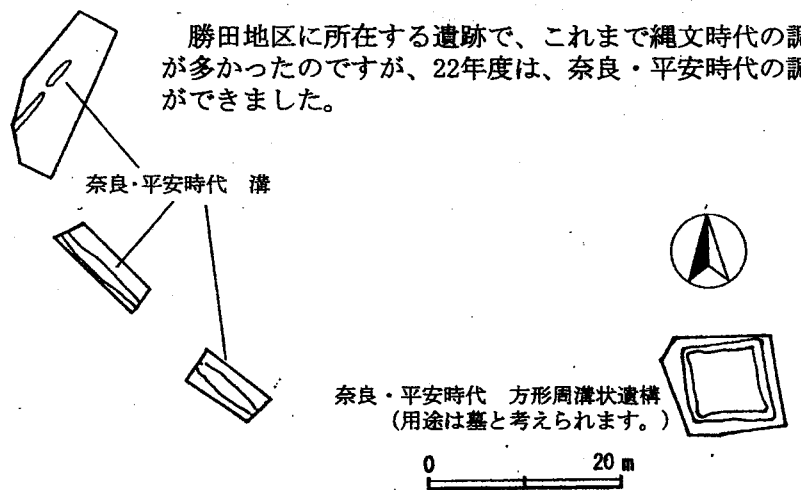 勝田地区に所在する遺跡で、これまで縄文時代の調
が多かったのですが、22年度は、奈良・平安時代の調
ができました。
奈良・平安時代　溝
奈良・平安時代　方形周溝状遺構
(用途は墓と考えられます。)
0 20 m